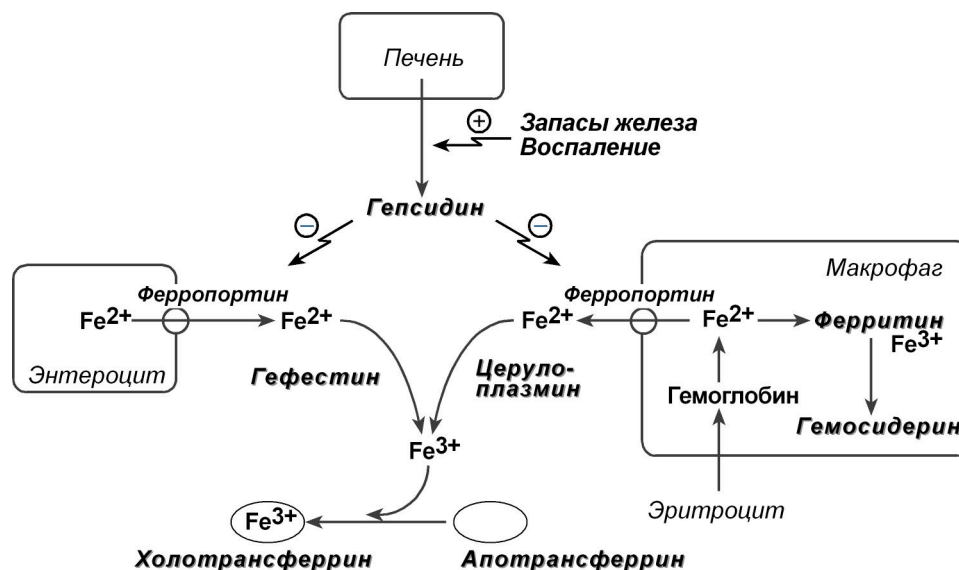 Печень
+
Запасы железа
Воспаление
Гепсидин
−
−
Макрофаг
Ферропортин
Ферропортин
Fe2+
Fe2+
Fe2+
Fe2+
Ферритин
Fe3+
Энтероцит
Гефестин
Церуло-
плазмин
Гемоглобин
Гемосидерин
Fe3+
Эритроцит
Fe3+
Холотрансферрин
Апотрансферрин